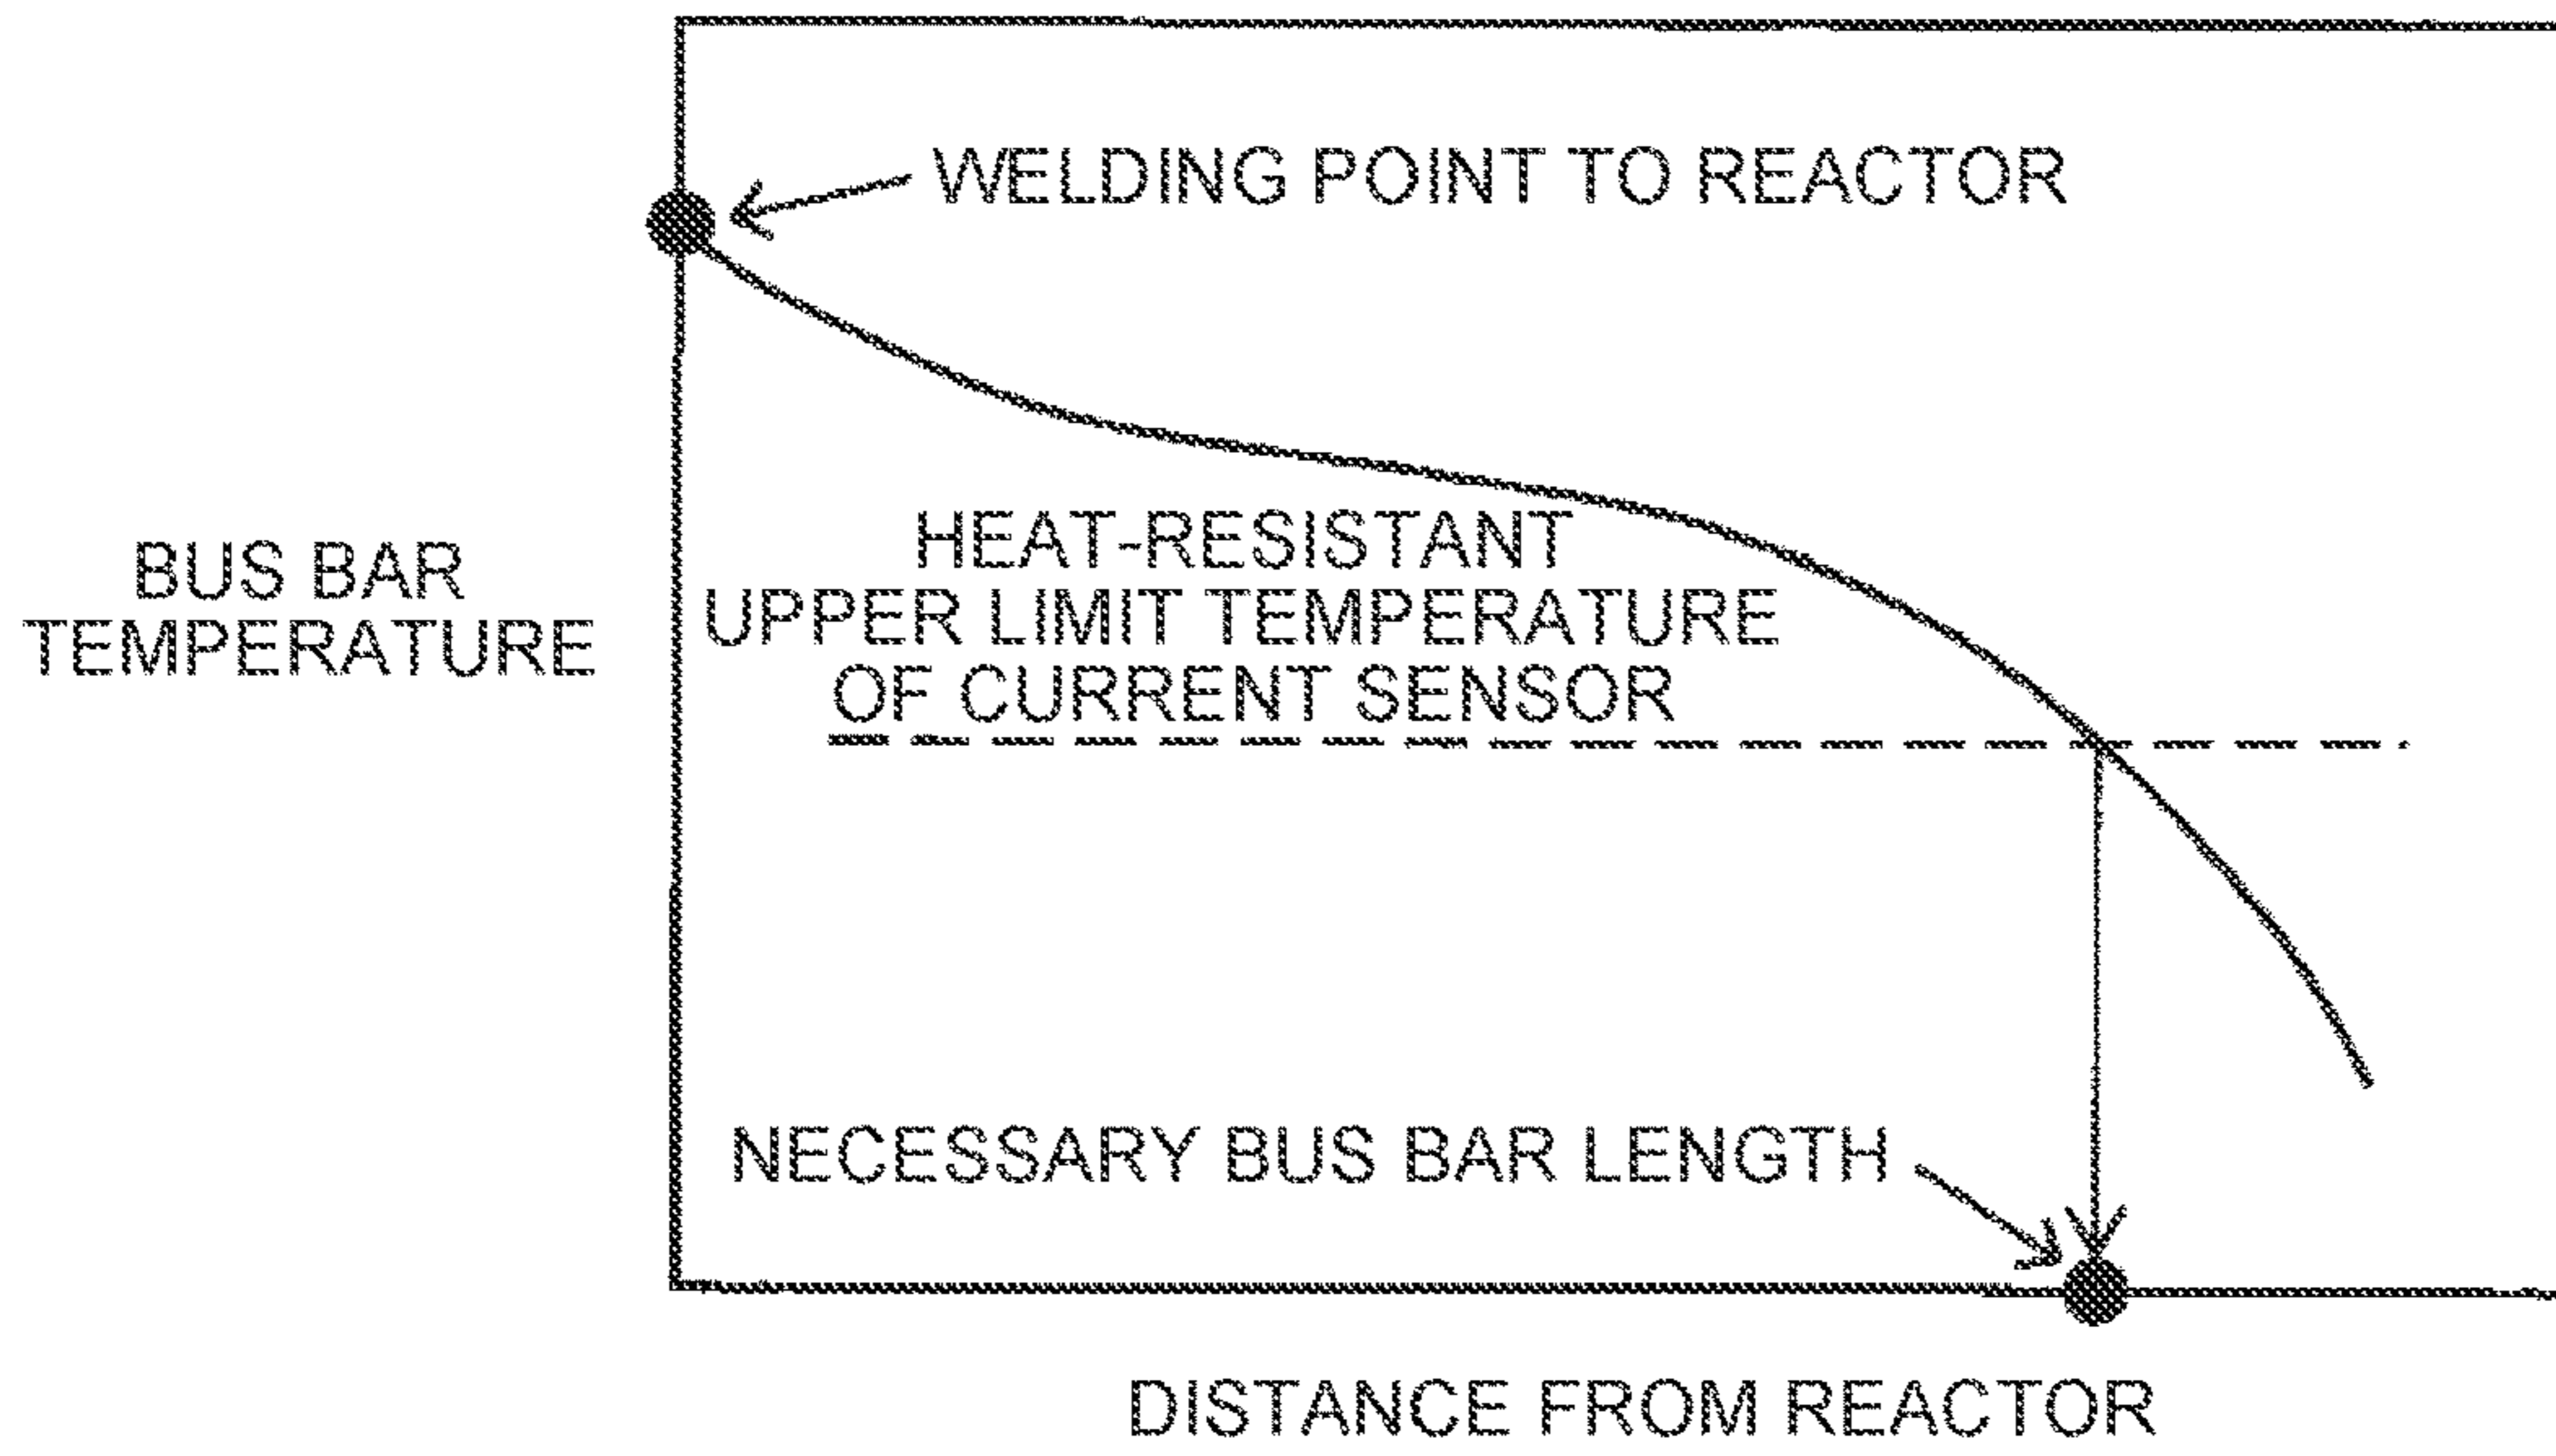 WELDING POINT TO REACTOR
HEAT-RESISTANT
UPPER LIMIT TEMPERATURE
OF CURRENT SENSOR
BUS BAR
TEMPERATURE
NECESSARY BUS BAR LENGTH
DISTANCE FROM REACTOR